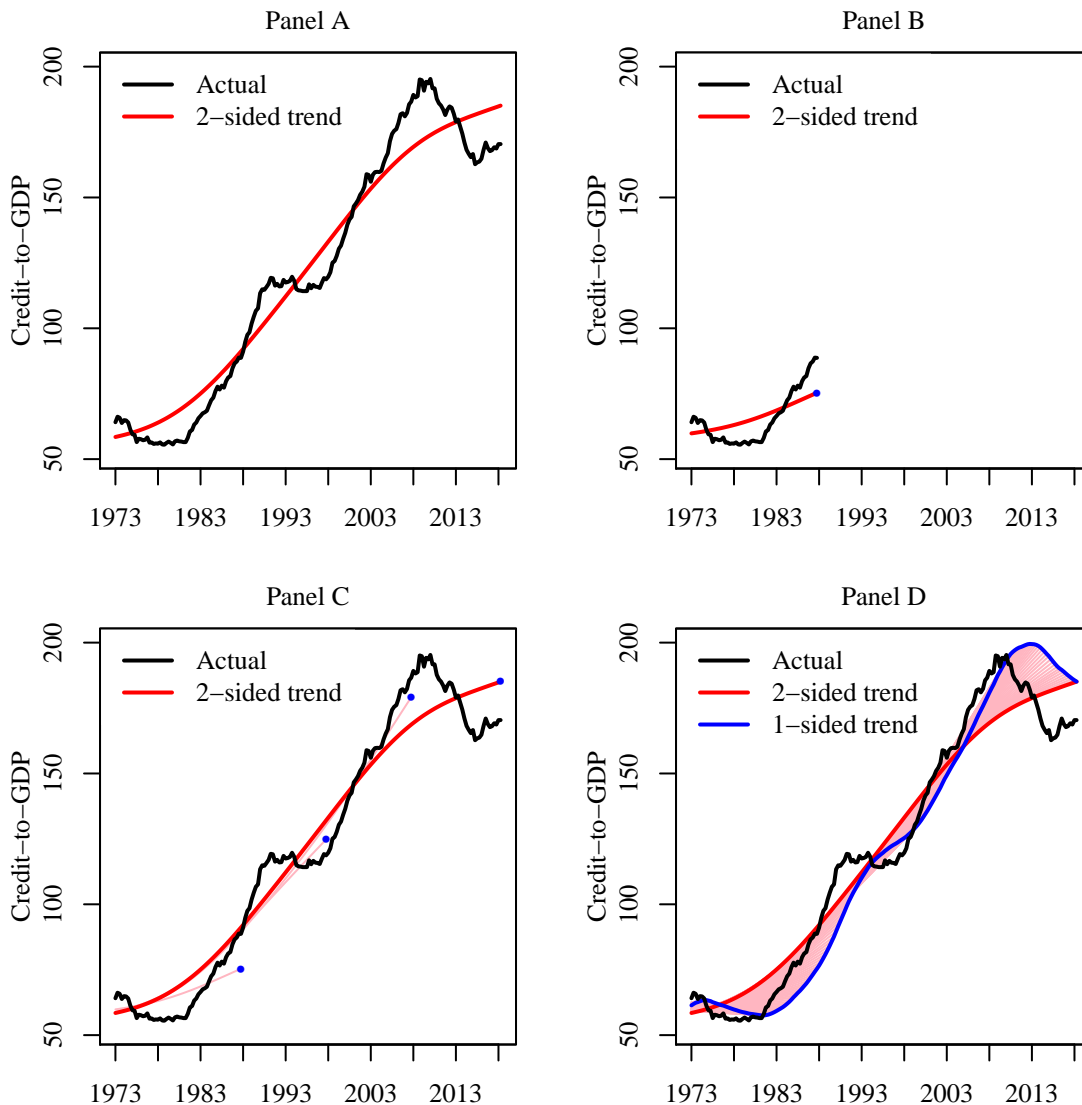 Panel A
Actual
2−sided trend
Credit−to−GDP
200
150
100
50
1973 1983 1993 2003 2013
Panel B
Actual
2−sided trend
Credit−to−GDP
200
150
100
50
1973 1983 1993 2003 2013
Panel C
Actual
2−sided trend
Credit−to−GDP
200
150
100
50
1973 1983 1993 2003 2013
Panel D
Actual
2−sided trend
1−sided trend
Credit−to−GDP
200
150
100
50
1973 1983 1993 2003 2013